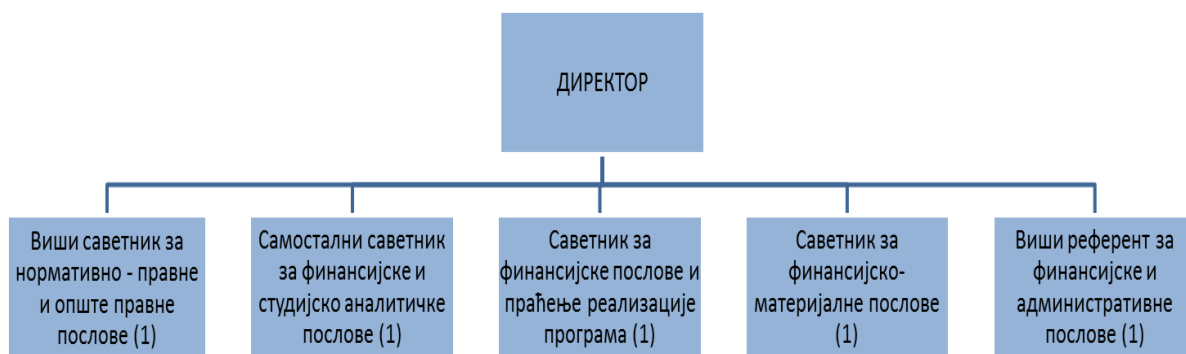 ДИРЕКТОР
Виши саветник за
нормативно - правне
и опште правне
послове (1)
Самостални саветник
за финансијске и
студијско аналитичке
послове (1)
Саветник за
финансијске послове и
праћење реализације
програма (1)
Саветник за
финансијско-
материјалне послове
(1)
Виши референт за
финансијске и
административне
послове (1)